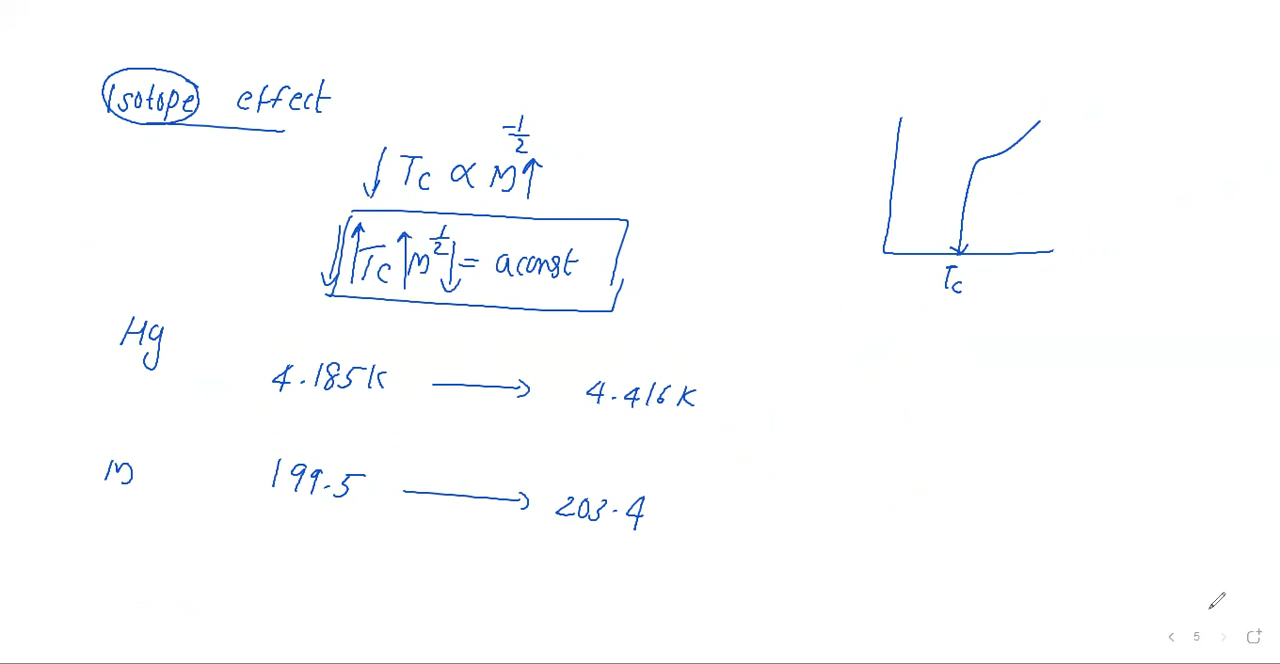 Isotope effect
↓ Tc ∝ M↑^-1/2
↓↑Tc ↑M^1/2↓ = a const
Tc
Hg
4.185K → 4.416K
M 199.5 → 203.4
5